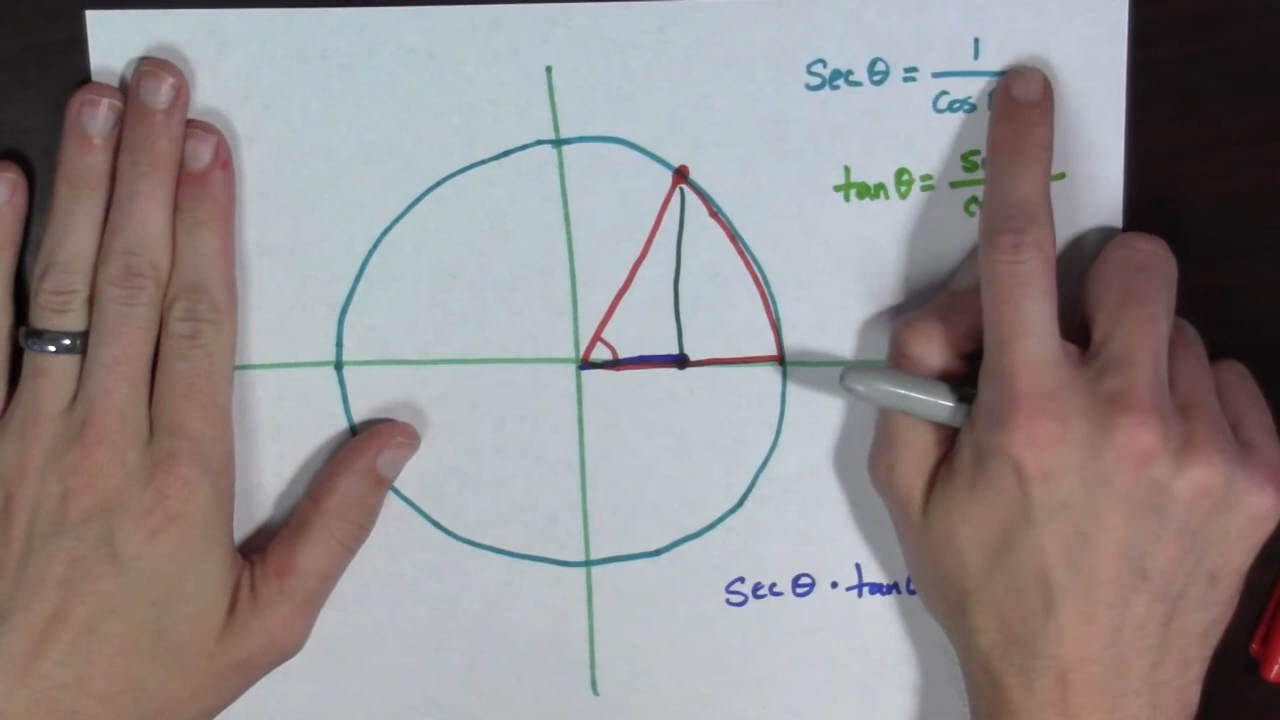 sec θ = 1
cos
tan θ =
sec θ · tan